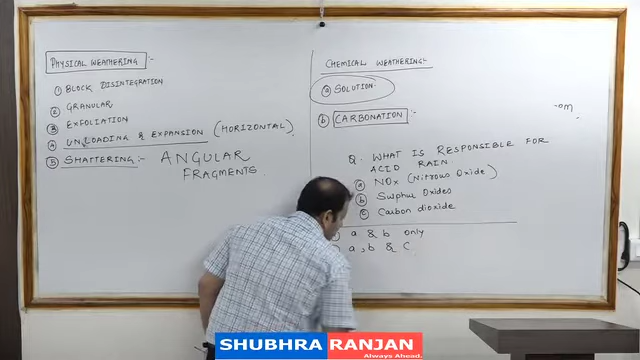 PHYSICAL WEATHERING :-
① BLOCK DISINTEGRATION
② GRANULAR
③ EXFOLIATION
④ UNLOADING & EXPANSION (HORIZONTAL)
⑤ SHATTERING :- ANGULAR
FRAGMENTS.
CHEMICAL WEATHERING:-
ⓐ SOLUTION-
ⓑ CARBONATION
Q. WHAT IS RESPONSIBLE FOR
ACID RAIN.
ⓐ NOx (Nitrous Oxide)
ⓑ Sulphur Oxides
ⓒ Carbon dioxide
a & b only
a, b & C
SHUBHRA RANJAN
Always Ahead.